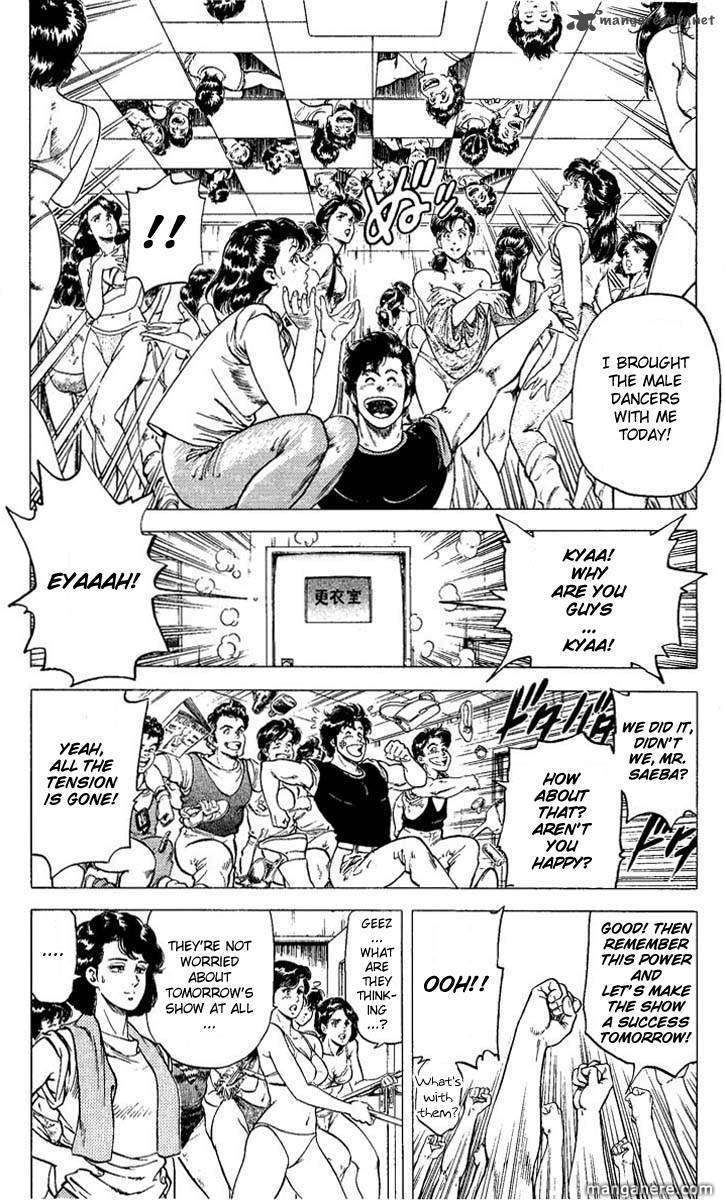 !!
ぬ〜っ
I BROUGHT
THE MALE
DANCERS
WITH ME
TODAY!
KYAA!
WHY
ARE YOU
GUYS
...
KYAA!
EYAAAH!
更衣室
WE DID IT,
DIDN'T
WE, MR.
SAEBA?
HOW
ABOUT
THAT?
AREN'T
YOU
HAPPY?
YEAH,
ALL THE
TENSION
IS GONE!
GOOD! THEN
REMEMBER
THIS POWER
AND
LET'S MAKE
THE SHOW
A SUCCESS
TOMORROW!
OOH!!
What's
with
them?
GEEZ
...
WHAT
ARE
THEY
THINK-
ING
...?
THEY'RE NOT
WORRIED
ABOUT
TOMORROW'S
SHOW AT ALL
...
....
mangahere.com